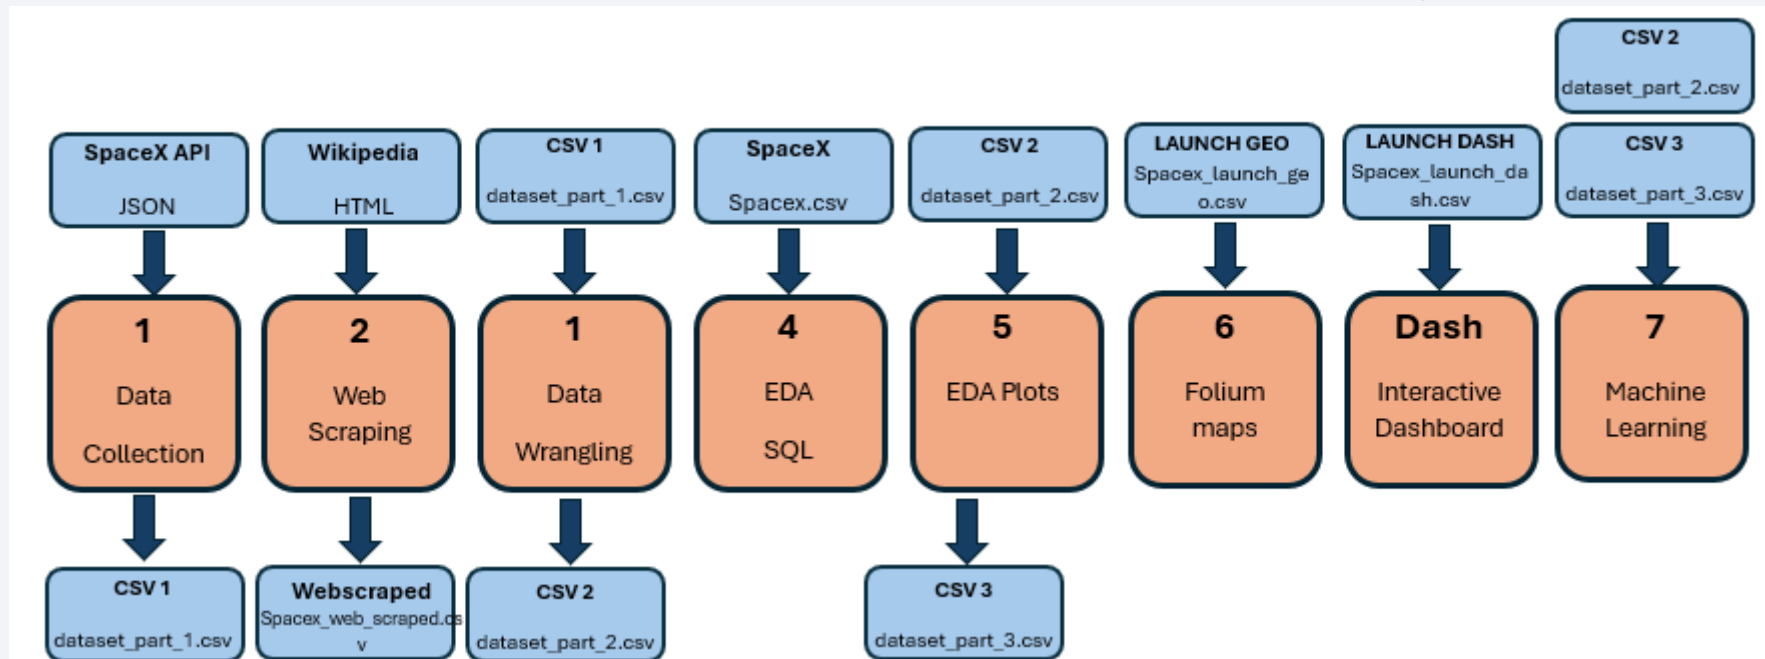 CSV 2
dataset_part_2.csv
SpaceX API
JSON
Wikipedia
HTML
CSV 1
dataset_part_1.csv
SpaceX
Spacex.csv
CSV 2
dataset_part_2.csv
LAUNCH GEO
Spacex_launch_ge
o.csv
LAUNCH DASH
Spacex_launch_da
sh.csv
CSV 3
dataset_part_3.csv
1
Data
Collection
2
Web
Scraping
1
Data
Wrangling
4
EDA
SQL
5
EDA Plots
6
Folium
maps
Dash
Interactive
Dashboard
7
Machine
Learning
CSV 1
dataset_part_1.csv
Webscraped
Spacex_web_scraped.cs
v
CSV 2
dataset_part_2.csv
CSV 3
dataset_part_3.csv